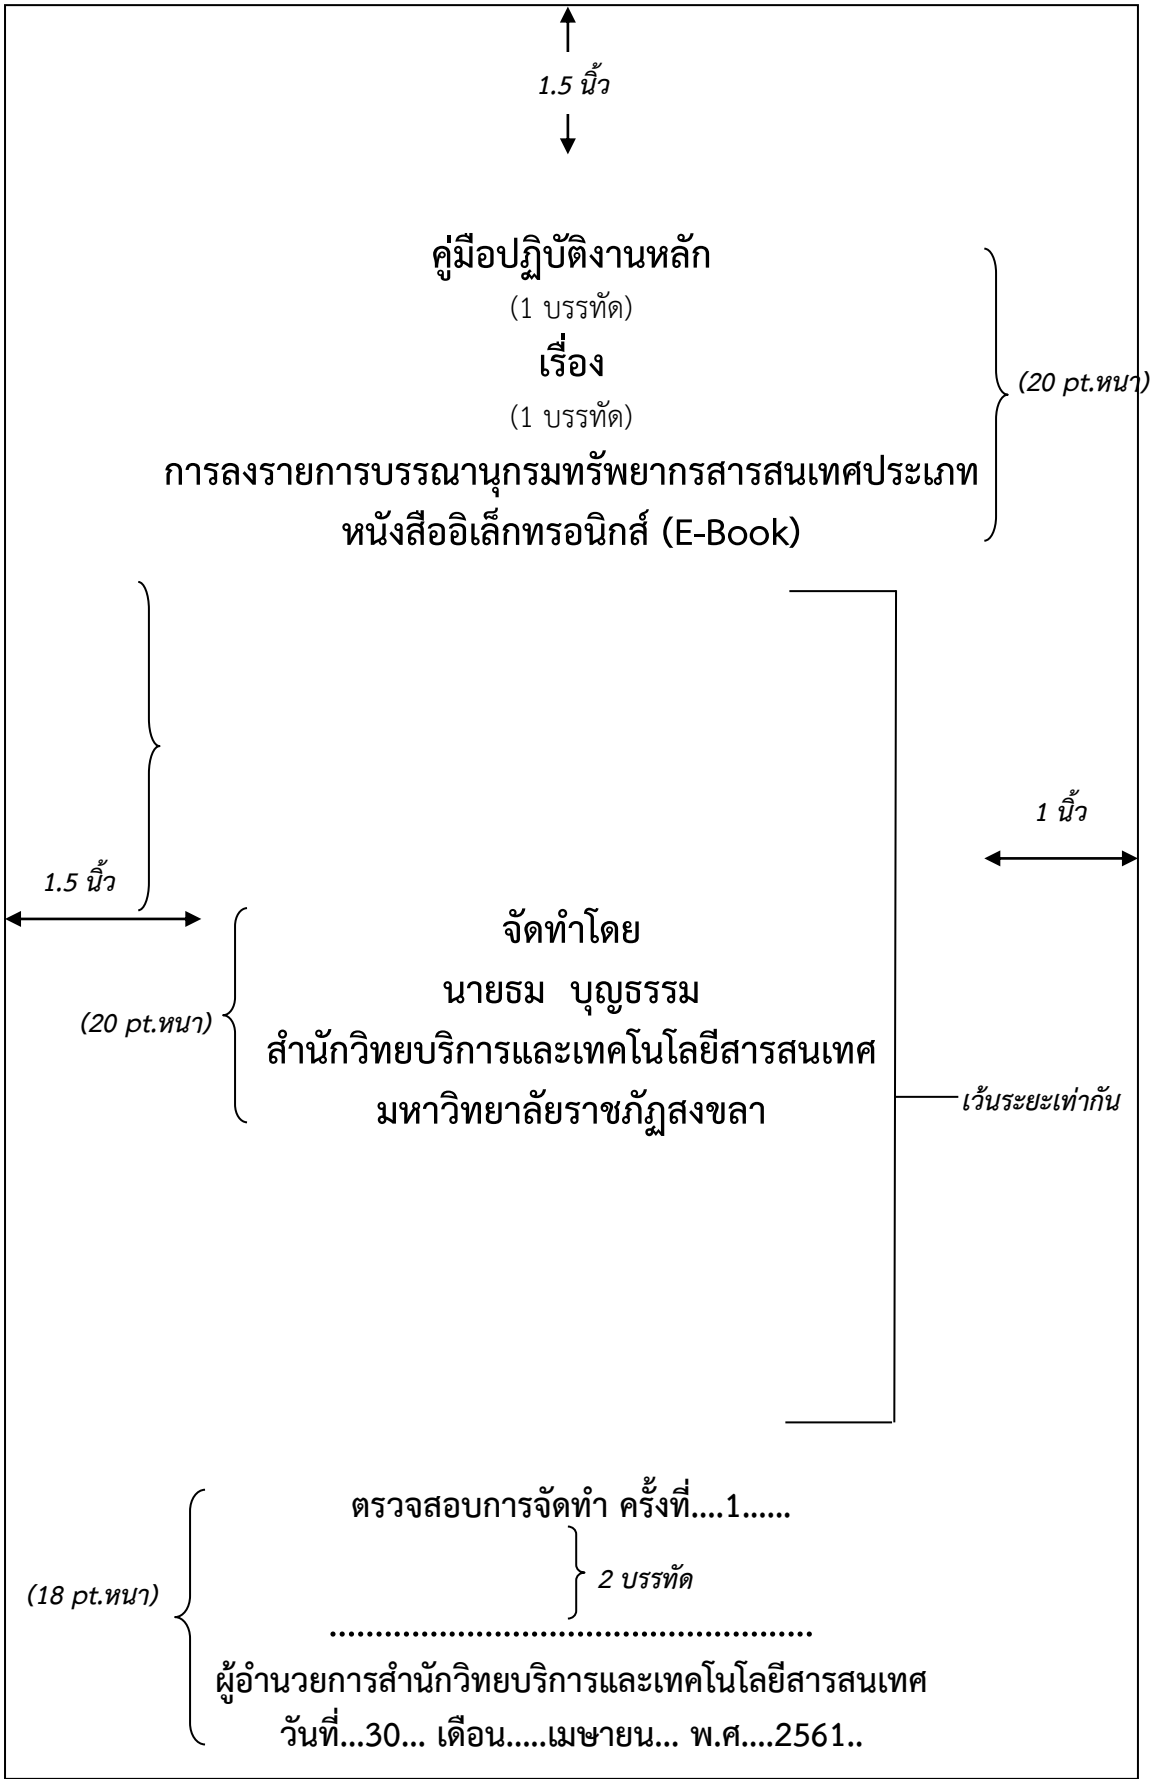 1.5 นิ้ว
คู่มือปฏิบัติงานหลัก
(1 บรรทัด)
เรื่อง
(20 pt.หนา)
(1 บรรทัด)
การลงรายการบรรณานุกรมทรัพยากรสารสนเทศประเภท
หนังสืออิเล็กทรอนิกส์ (E-Book)
1 นิ้ว
1.5 นิ้ว
จัดทำโดย
นายธม บุญธรรม
(20 pt.หนา)
สำนักวิทยบริการและเทคโนโลยีสารสนเทศ
มหาวิทยาลัยราชภัฏสงขลา
เว้นระยะเท่ากัน
ตรวจสอบการจัดทำ ครั้งที่....1......
2 บรรทัด
(18 pt.หนา)
.....................................................
ผู้อำนวยการสำนักวิทยบริการและเทคโนโลยีสารสนเทศ
วันที่...30... เดือน.....เมษายน... พ.ศ....2561..